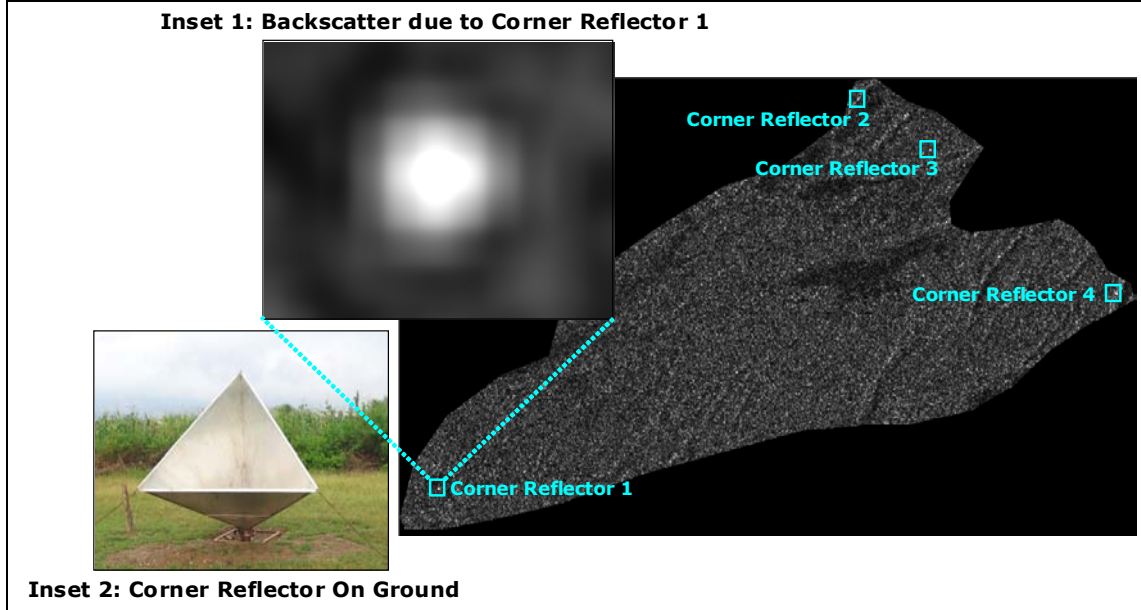 Inset 1: Backscatter due to Corner Reflector 1
Corner Reflector 2
Corner Reflector 3
Corner Reflector 4
Corner Reflector 1
Inset 2: Corner Reflector On Ground